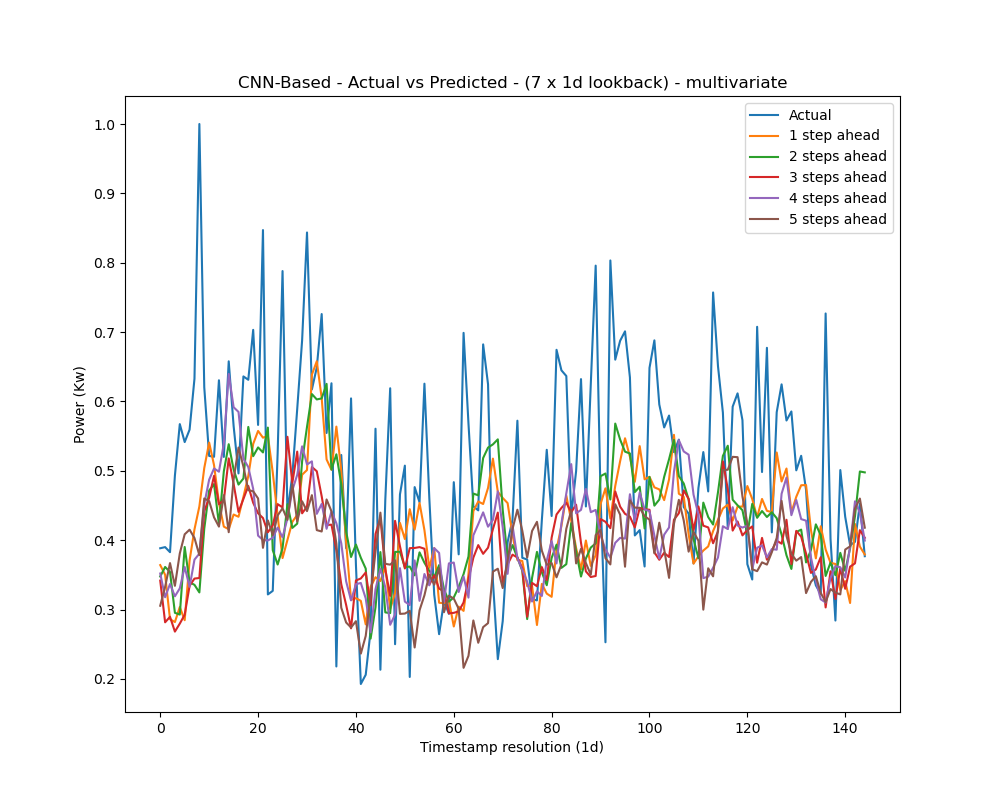 CNN-Based - Actual vs Predicted - (7 x 1d lookback) - multivariate
Actual
1 step ahead
2 steps ahead
3 steps ahead
4 steps ahead
5 steps ahead
Power (Kw)
1.0
0.9
0.8
0.7
0.6
0.5
0.4
0.3
0.2
0 20 40 60 80 100 120 140
Timestamp resolution (1d)